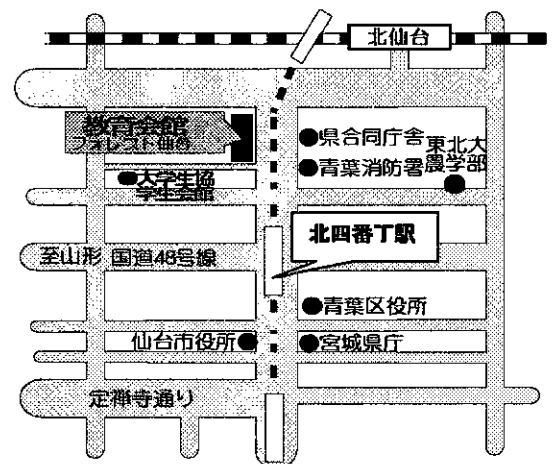 北仙台
教育会館
フォレスト仙台
県合同庁舎
東北大
農学部
青葉消防署
大学生協
学生会館
北四番丁駅
至山形 国道48号線
青葉区役所
仙台市役所
宮城県庁
定禅寺通り